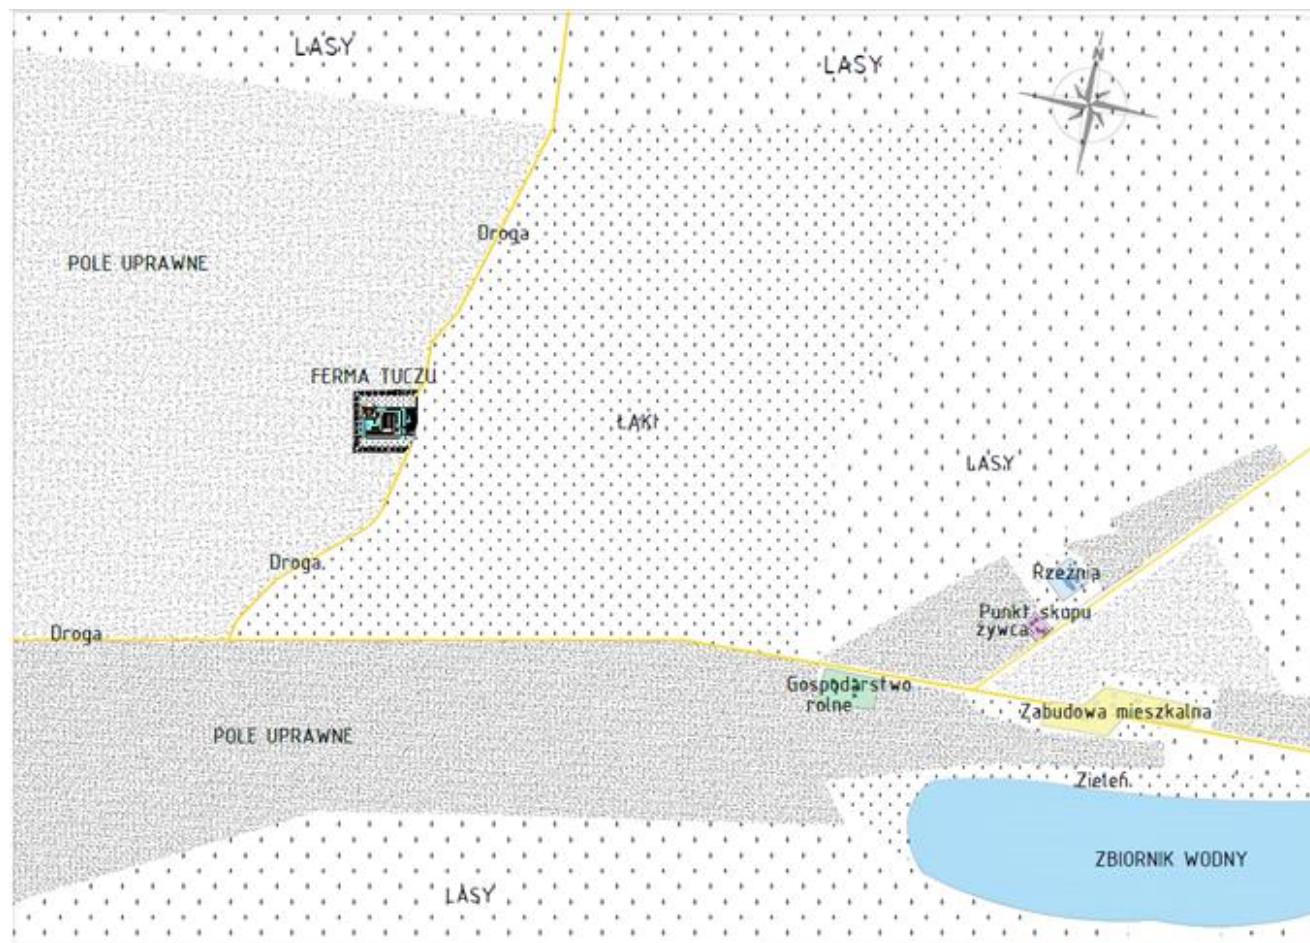 LASY
LASY
N
Droga
POLE UPRAWNE
FERMA TUCZU
ŁĄKI
LASY
Droga
Rzeźnia
Punkt skupu
żywca
Droga
Gospodarstwo
rolne
Zabudowa mieszkalna
POLE UPRAWNE
Zieleń
ZBIORNIK WODNY
LASY